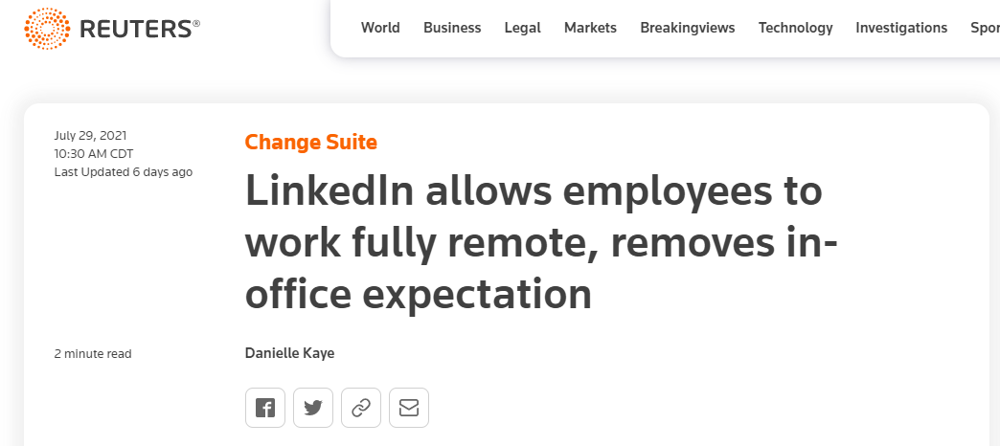 REUTERS®
World Business Legal Markets Breakingviews Technology Investigations Spor
July 29, 2021
10:30 AM CDT
Last Updated 6 days ago
Change Suite
LinkedIn allows employees to
work fully remote, removes in-
office expectation
2 minute read
Danielle Kaye